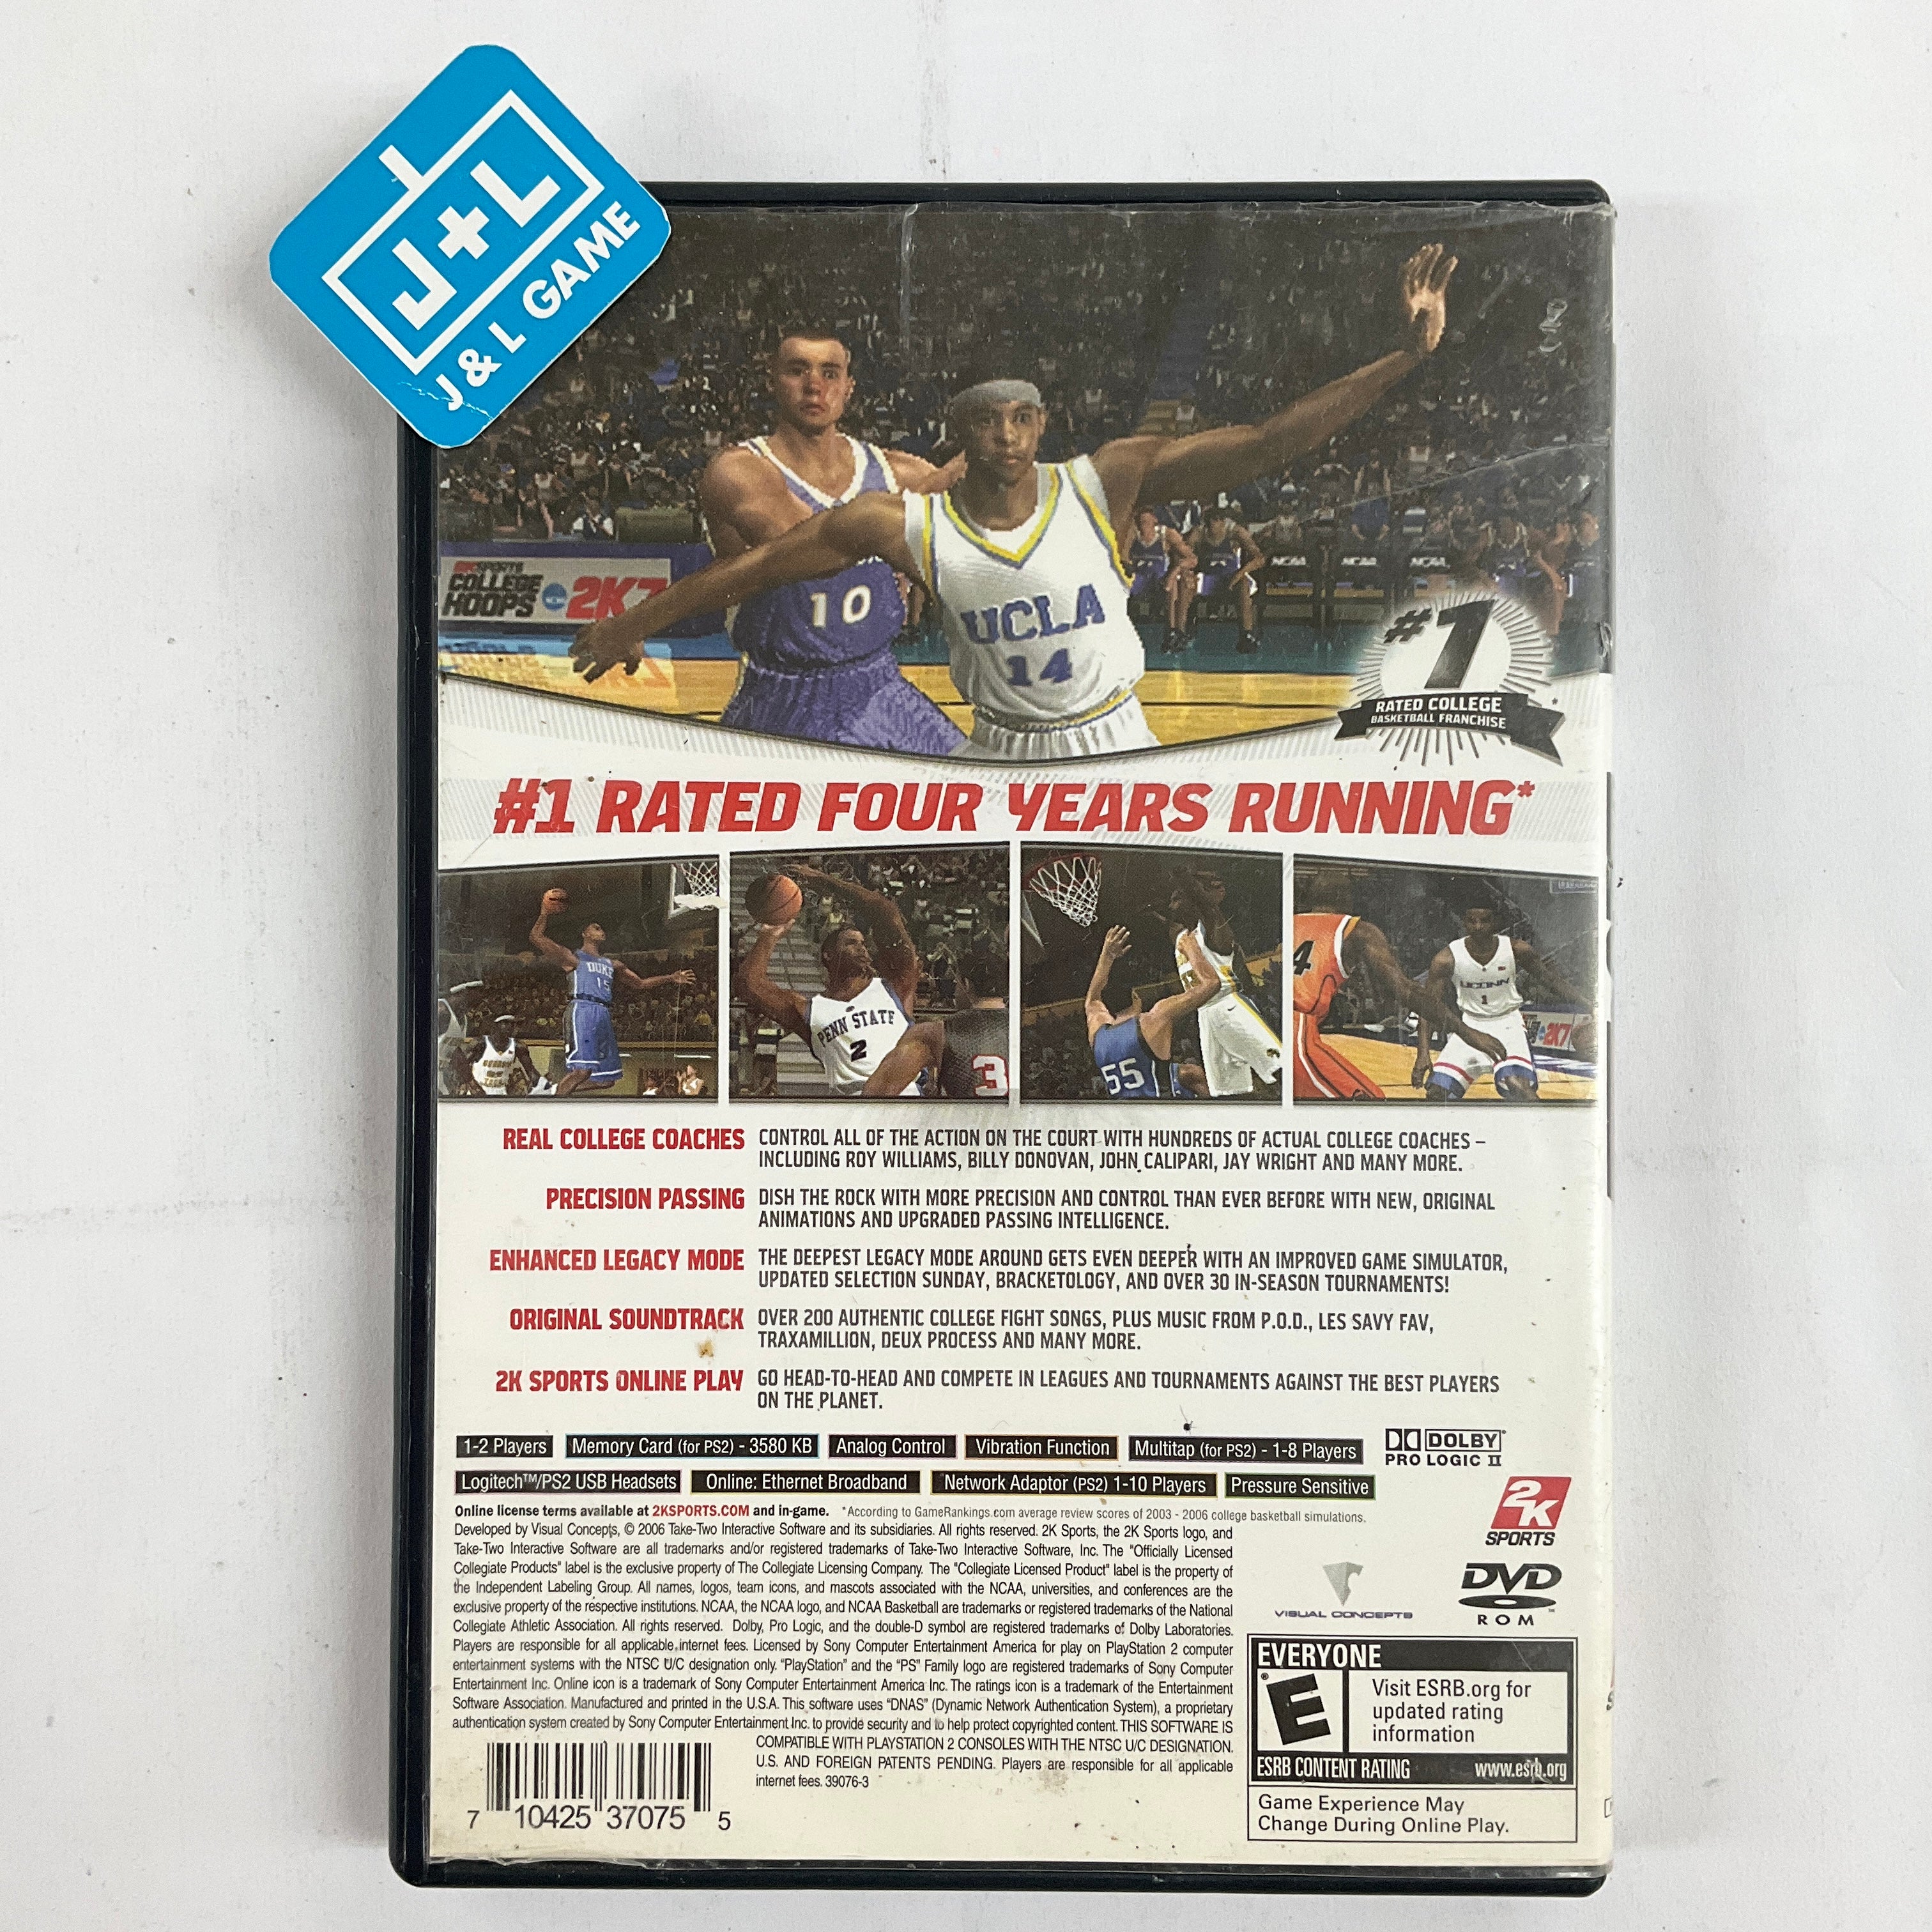 J+L
J & L GAME
2K SPORTS
COLLEGE
HOOPS 2K7
10
UCLA
14
NCAA NCAA NCAA
#1
RATED COLLEGE *
BASKETBALL FRANCHISE
#1 RATED FOUR YEARS RUNNING*
DUKE
15
PENN STATE
2
3
55
4
UCONN
1
2K7
REAL COLLEGE COACHES CONTROL ALL OF THE ACTION ON THE COURT WITH HUNDREDS OF ACTUAL COLLEGE COACHES –
INCLUDING ROY WILLIAMS, BILLY DONOVAN, JOHN CALIPARI, JAY WRIGHT AND MANY MORE.
PRECISION PASSING DISH THE ROCK WITH MORE PRECISION AND CONTROL THAN EVER BEFORE WITH NEW, ORIGINAL
ANIMATIONS AND UPGRADED PASSING INTELLIGENCE.
ENHANCED LEGACY MODE THE DEEPEST LEGACY MODE AROUND GETS EVEN DEEPER WITH AN IMPROVED GAME SIMULATOR,
UPDATED SELECTION SUNDAY, BRACKETOLOGY, AND OVER 30 IN-SEASON TOURNAMENTS!
ORIGINAL SOUNDTRACK OVER 200 AUTHENTIC COLLEGE FIGHT SONGS, PLUS MUSIC FROM P.O.D., LES SAVY FAV,
TRAXAMILLION, DEUX PROCESS AND MANY MORE.
2K SPORTS ONLINE PLAY GO HEAD-TO-HEAD AND COMPETE IN LEAGUES AND TOURNAMENTS AGAINST THE BEST PLAYERS
ON THE PLANET.
1-2 Players Memory Card (for PS2) - 3580 KB Analog Control Vibration Function Multitap (for PS2) - 1-8 Players
DOLBY
PRO LOGIC II
Logitech™/PS2 USB Headsets Online: Ethernet Broadband Network Adaptor (PS2) 1-10 Players Pressure Sensitive
Online license terms available at 2KSPORTS.COM and in-game. *According to GameRankings.com average review scores of 2003 - 2006 college basketball simulations.
Developed by Visual Concepts, © 2006 Take-Two Interactive Software and its subsidiaries. All rights reserved. 2K Sports, the 2K Sports logo, and
Take-Two Interactive Software are all trademarks and/or registered trademarks of Take-Two Interactive Software, Inc. The "Officially Licensed
Collegiate Products" label is the exclusive property of The Collegiate Licensing Company. The "Collegiate Licensed Product" label is the property of
the Independent Labeling Group. All names, logos, team icons, and mascots associated with the NCAA, universities, and conferences are the
exclusive property of the respective institutions. NCAA, the NCAA logo, and NCAA Basketball are trademarks or registered trademarks of the National
Collegiate Athletic Association. All rights reserved. Dolby, Pro Logic, and the double-D symbol are registered trademarks of Dolby Laboratories.
Players are responsible for all applicable internet fees. Licensed by Sony Computer Entertainment America for play on PlayStation 2 computer
entertainment systems with the NTSC U/C designation only. "PlayStation" and the "PS" Family logo are registered trademarks of Sony Computer
Entertainment Inc. Online icon is a trademark of Sony Computer Entertainment America Inc. The ratings icon is a trademark of the Entertainment
Software Association. Manufactured and printed in the U.S.A. This software uses "DNAS" (Dynamic Network Authentication System), a proprietary
authentication system created by Sony Computer Entertainment Inc. to provide security and to help protect copyrighted content. THIS SOFTWARE IS
COMPATIBLE WITH PLAYSTATION 2 CONSOLES WITH THE NTSC U/C DESIGNATION.
U.S. AND FOREIGN PATENTS PENDING. Players are responsible for all applicable
internet fees. 39076-3
7 10425 37075 5
2K
SPORTS
VISUAL CONCEPTS
DVD
ROM
EVERYONE
E
Visit ESRB.org for
updated rating
information
ESRB CONTENT RATING www.esrb.org
Game Experience May
Change During Online Play.